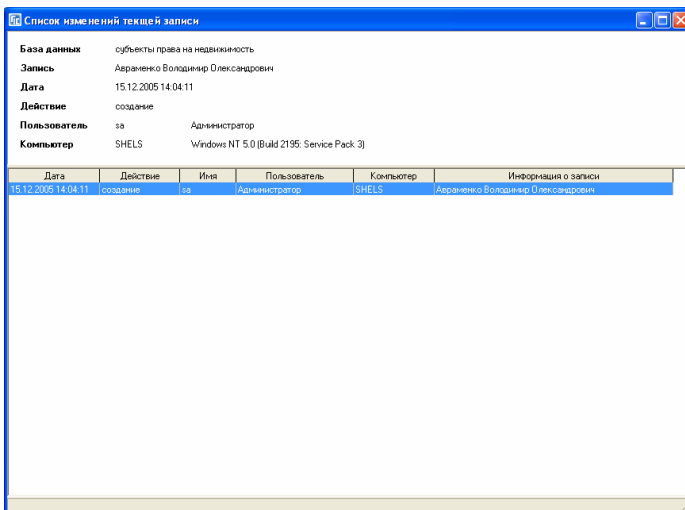 Список изменений текщей записи
База данных субъекты права на недвижимость
Запись Авраменко Володимир Олександрович
Дата 15.12.2005 14:04:11
Действие создание
Пользователь sa Администратор
Компьютер SHELS Windows NT 5.0 (Build 2195: Service Pack 3)
Дата Действие Имя Пользователь Компьютер Информация о записи
15.12.2005 14:04:11 создание sa Администратор SHELS Авраменко Володимир Олександрович